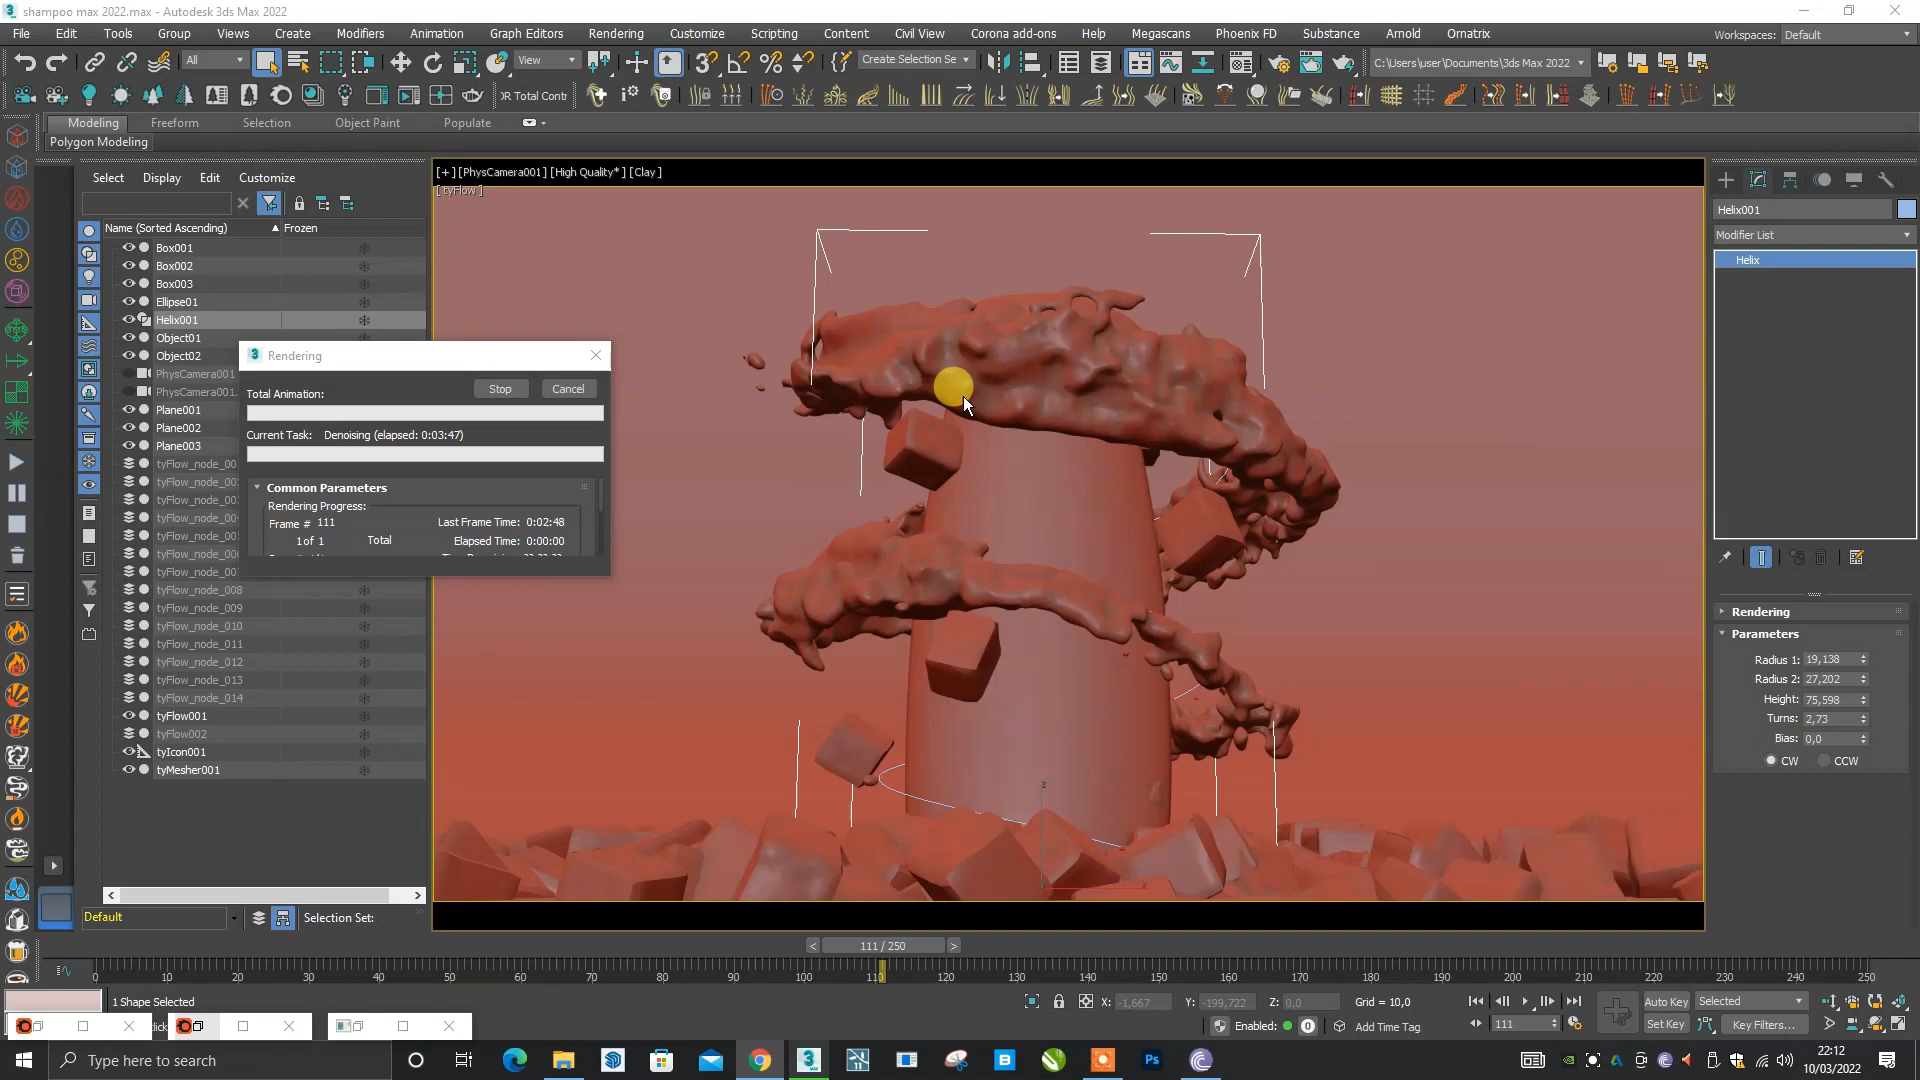 shampoo max 2022.max - Autodesk 3ds Max 2022
File Edit Tools Group Views Create Modifiers Animation Graph Editors Rendering Customize Scripting Content Civil View Corona add-ons Help Megascans Phoenix FD Substance Arnold Ornatrix Workspaces: Default
All View Create Selection Se C:\Users\user\Documents\3ds Max 2022
JR Total Contr
Modeling Freeform Selection Object Paint Populate
Polygon Modeling
Select Display Edit Customize
[+] [PhysCamera001] [High Quality* ] [Clay ]
[ tyFlow ]
Name (Sorted Ascending) ▲ Frozen
Box001
Box002
Box003
Ellipse01
Helix001
Object01
Object02
PhysCamera001
PhysCamera001.
Plane001
Plane002
Plane003
tyFlow_node_00
tyFlow_node_008
tyFlow_node_009
tyFlow_node_010
tyFlow_node_011
tyFlow_node_012
tyFlow_node_013
tyFlow_node_014
tyFlow001
tyFlow002
tyIcon001
tyMesher001
Rendering
Total Animation: Stop Cancel
Current Task: Denoising (elapsed: 0:03:47)
Common Parameters
Rendering Progress:
Frame # 111 Last Frame Time: 0:02:48
1 of 1 Total Elapsed Time: 0:00:00
Helix001
Modifier List
Helix
Rendering
Parameters
Radius 1: 19,138
Radius 2: 27,202
Height: 75,598
Turns: 2,73
Bias: 0,0
CW CCW
Default Selection Set:
< 111 / 250 >
0 10 20 30 40 50 60 70 80 90 100 110 120 130 140 150 160 170 180 190 200 210 220 230 240 250
1 Shape Selected X: -1,667 Y: -199,722 Z: 0,0 Grid = 10,0 Auto Key Selected
click Enabled: 0 Add Time Tag 111 Set Key Key Filters...
Type here to search
22:12
10/03/2022